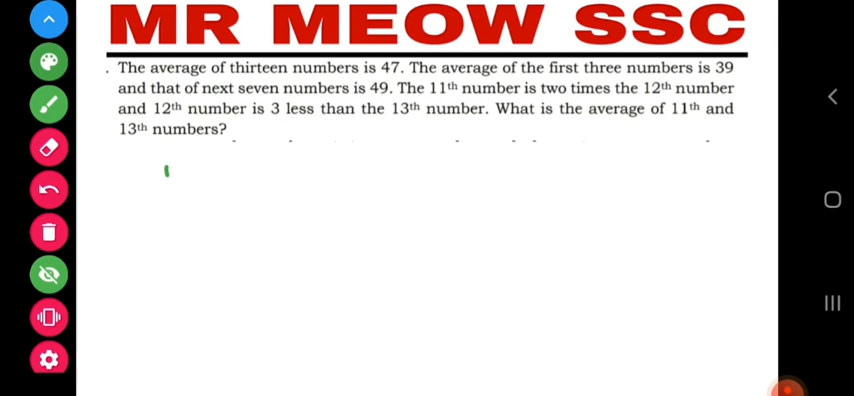 MR MEOW SSC
. The average of thirteen numbers is 47. The average of the first three numbers is 39
and that of next seven numbers is 49. The 11th number is two times the 12th number
and 12th number is 3 less than the 13th number. What is the average of 11th and
13th numbers?